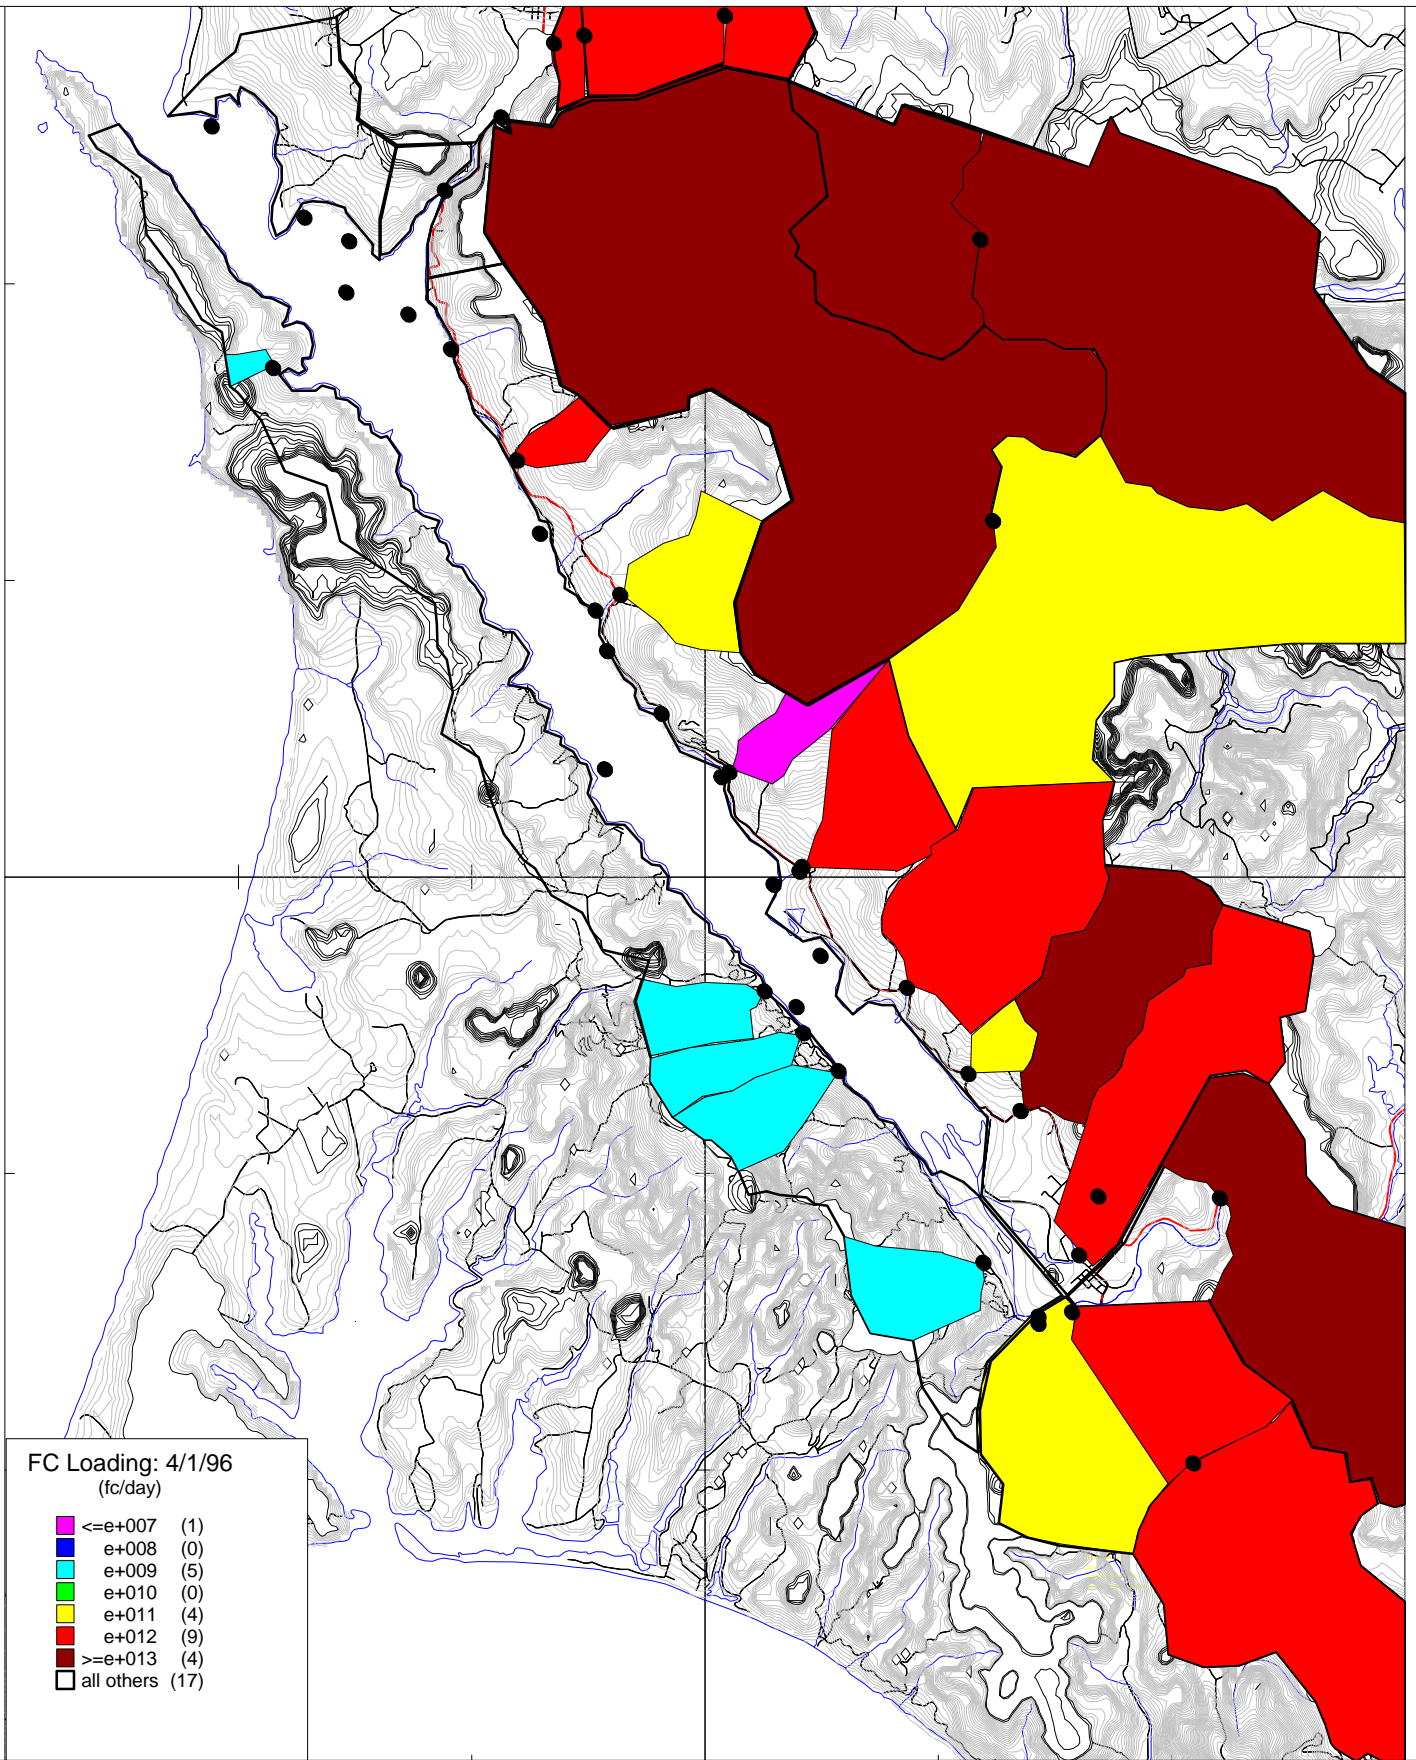 FC Loading: 4/1/96
(fc/day)
<=e+007 (1)
e+008 (0)
e+009 (5)
e+010 (0)
e+011 (4)
e+012 (9)
>=e+013 (4)
all others (17)